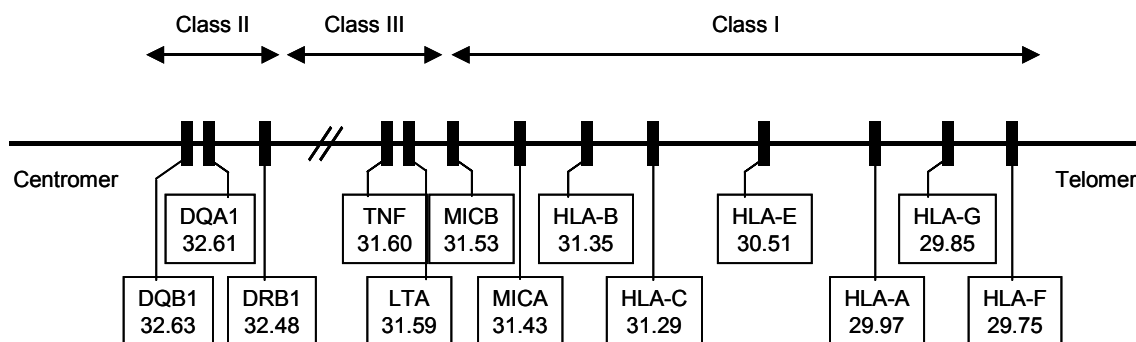 Class II
Class III
Class I
Centromer
Telomer
DQA1
32.61
TNF
31.60
MICB
31.53
HLA-B
31.35
HLA-E
30.51
HLA-G
29.85
DQB1
32.63
DRB1
32.48
LTA
31.59
MICA
31.43
HLA-C
31.29
HLA-A
29.97
HLA-F
29.75